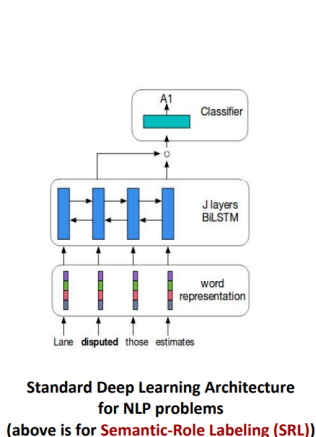 A1
Classifier
J layers
BiLSTM
word
representation
Lane disputed those estimates
Standard Deep Learning Architecture
for NLP problems
(above is for Semantic-Role Labeling (SRL))